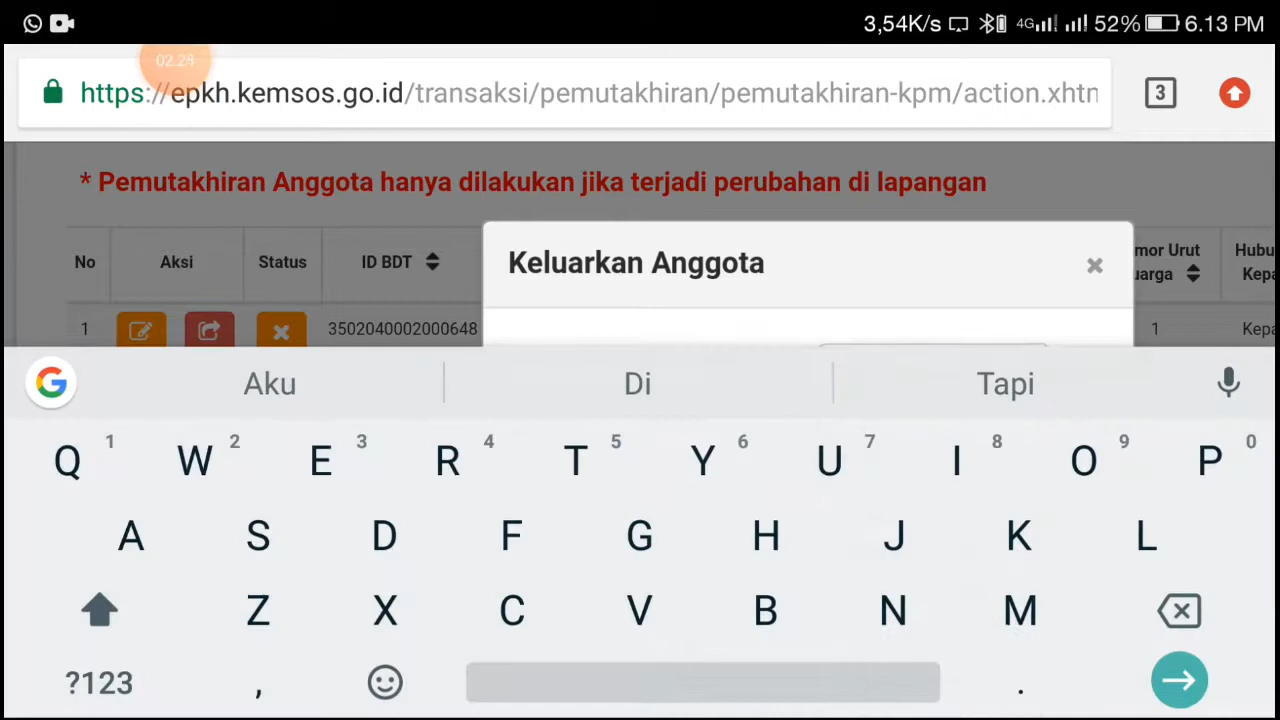 3,54K/s 4G 52% 6.13 PM
02.24
https://epkh.kemsos.go.id/transaksi/pemutakhiran/pemutakhiran-kpm/action.xhtn
3
* Pemutakhiran Anggota hanya dilakukan jika terjadi perubahan di lapangan
No Aksi Status ID BDT
Keluarkan Anggota ×
mor Urut
arga
Hubu
Kepa
1 3502040002000648 1 Kepa
G Aku Di Tapi
Q 1 W 2 E 3 R 4 T 5 Y 6 U 7 I 8 O 9 P 0
A S D F G H J K L
Z X C V B N M
?123 , .